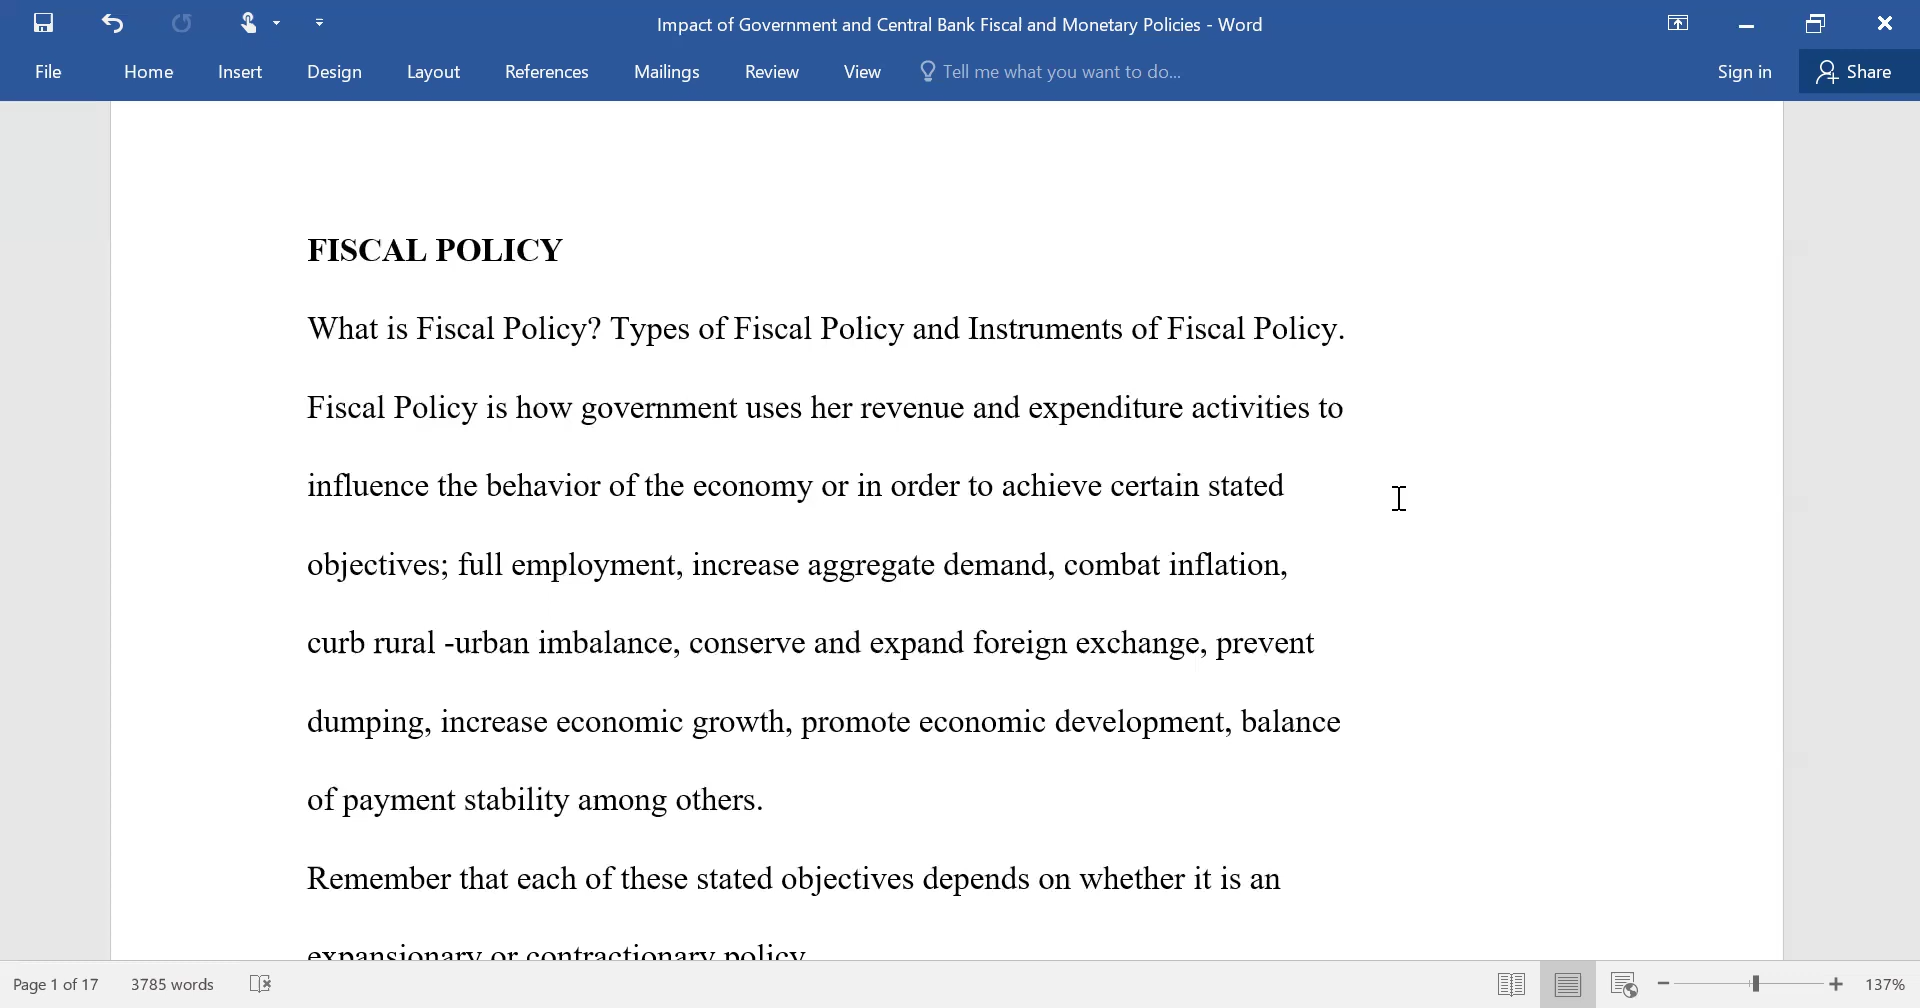 Impact of Government and Central Bank Fiscal and Monetary Policies - Word
File Home Insert Design Layout References Mailings Review View Tell me what you want to do... Sign in Share
FISCAL POLICY
What is Fiscal Policy? Types of Fiscal Policy and Instruments of Fiscal Policy.
Fiscal Policy is how government uses her revenue and expenditure activities to
influence the behavior of the economy or in order to achieve certain stated
objectives; full employment, increase aggregate demand, combat inflation,
curb rural -urban imbalance, conserve and expand foreign exchange, prevent
dumping, increase economic growth, promote economic development, balance
of payment stability among others.
Remember that each of these stated objectives depends on whether it is an
expansionary or contractionary policy
Page 1 of 17 3785 words 137%